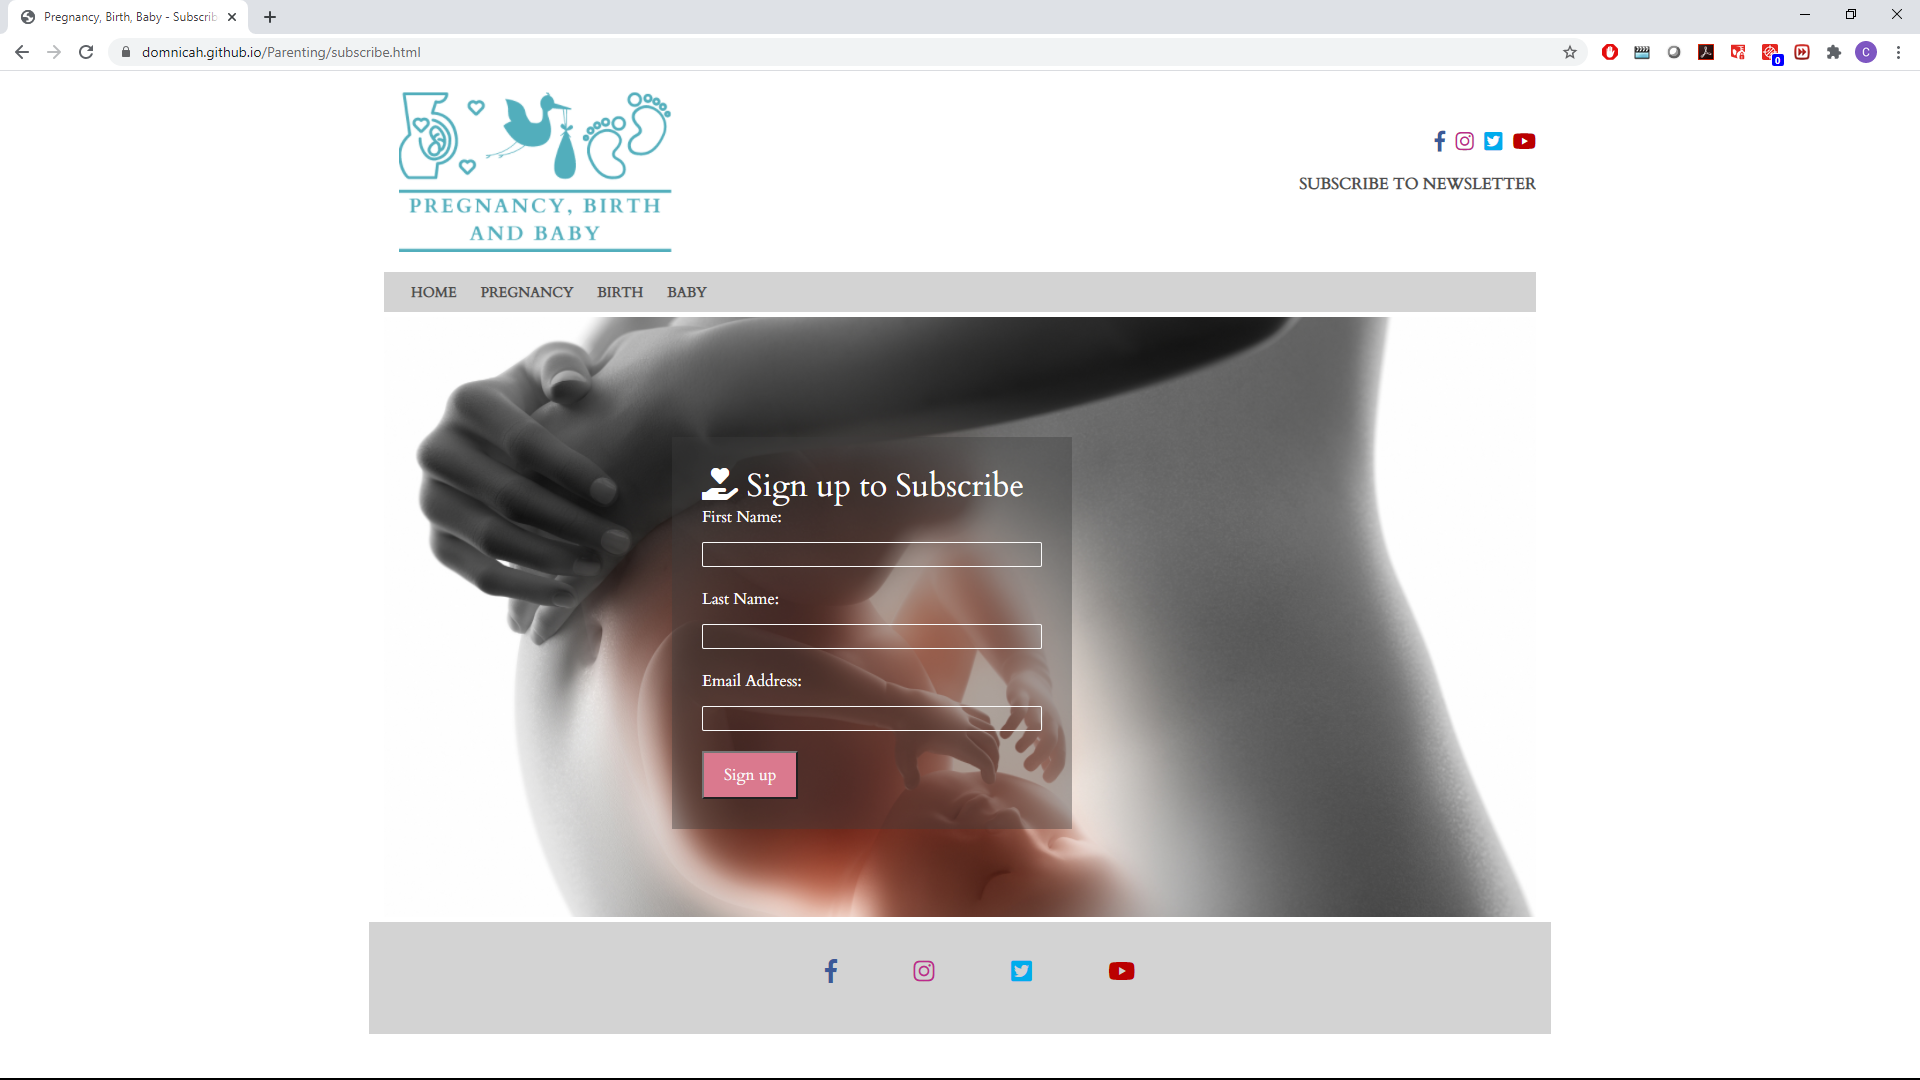 Pregnancy, Birth, Baby - Subscrib
domnicah.github.io/Parenting/subscribe.html
0
C
PREGNANCY, BIRTH
AND BABY
SUBSCRIBE TO NEWSLETTER
HOME PREGNANCY BIRTH BABY
Sign up to Subscribe
First Name:
Last Name:
Email Address:
Sign up